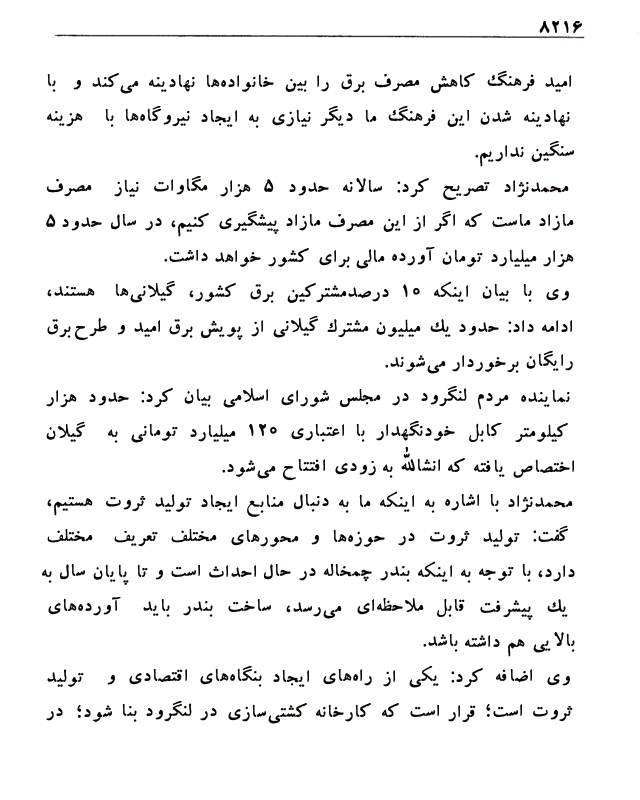 ۸۲۱۶
امید فرهنگ کاهش مصرف برق را بین خانواده‌ها نهادینه می‌کند و با
نهادینه شدن این فرهنگ ما دیگر نیازی به ایجاد نیروگاه‌ها با هزینه
سنگین نداریم.
محمدنژاد تصریح کرد: سالانه حدود ۵ هزار مگاوات نیاز مصرف
مازاد ماست که اگر از این مصرف مازاد پیشگیری کنیم، در سال حدود ۵
هزار میلیارد تومان آورده مالی برای کشور خواهد داشت.
وی با بیان اینکه ۱۰ درصدمشترکین برق کشور، گیلانی‌ها هستند،
ادامه داد: حدود یك میلیون مشترك گیلانی از پویش برق امید و طرح برق
رایگان برخوردار می‌شوند.
نماینده مردم لنگرود در مجلس شورای اسلامی بیان کرد: حدود هزار
کیلومتر کابل خودنگهدار با اعتباری ۱۲۰ میلیارد تومانی به گیلان
اختصاص یافته که انشالله به زودی افتتاح می‌شود.
محمدنژاد با اشاره به اینکه ما به دنبال منابع ایجاد تولید ثروت هستیم،
گفت: تولید ثروت در حوزه‌ها و محورهای مختلف تعریف مختلف
دارد، با توجه به اینکه بندر چمخاله در حال احداث است و تا پایان سال به
یك پیشرفت قابل ملاحظه‌ای می‌رسد، ساخت بندر باید آورده‌های
بالایی هم داشته باشد.
وی اضافه کرد: یکی از راه‌های ایجاد بنگاه‌های اقتصادی و تولید
ثروت است؛ قرار است که کارخانه کشتی‌سازی در لنگرود بنا شود؛ در